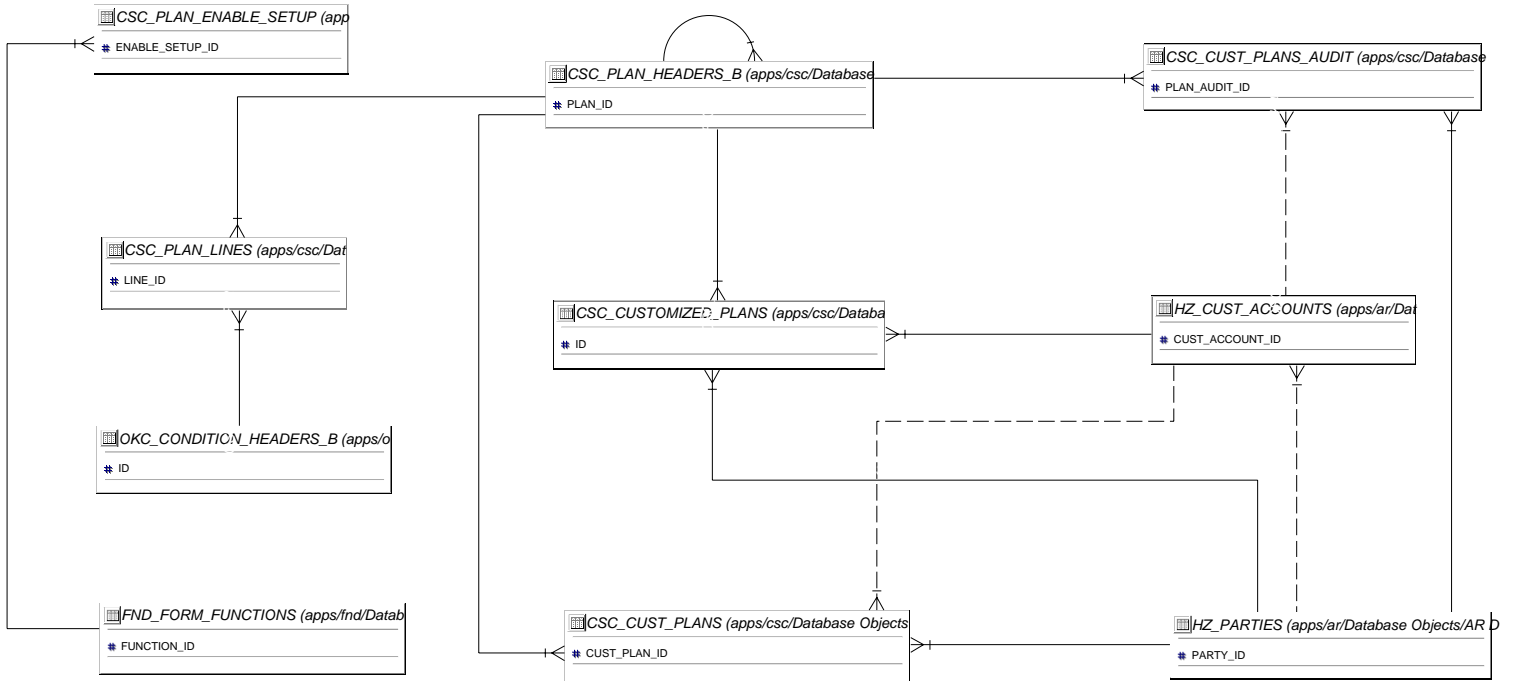 CSC_PLAN_ENABLE_SETUP (app
# ENABLE_SETUP_ID
CSC_PLAN_HEADERS_B (apps/csc/Database
# PLAN_ID
CSC_CUST_PLANS_AUDIT (apps/csc/Database
# PLAN_AUDIT_ID
CSC_PLAN_LINES (apps/csc/Dat
# LINE_ID
CSC_CUSTOMIZED_PLANS (apps/csc/Databa
# ID
HZ_CUST_ACCOUNTS (apps/ar/Dat
# CUST_ACCOUNT_ID
OKC_CONDITION_HEADERS_B (apps/o
# ID
FND_FORM_FUNCTIONS (apps/fnd/Datab
# FUNCTION_ID
CSC_CUST_PLANS (apps/csc/Database Objects
# CUST_PLAN_ID
HZ_PARTIES (apps/ar/Database Objects/AR D
# PARTY_ID